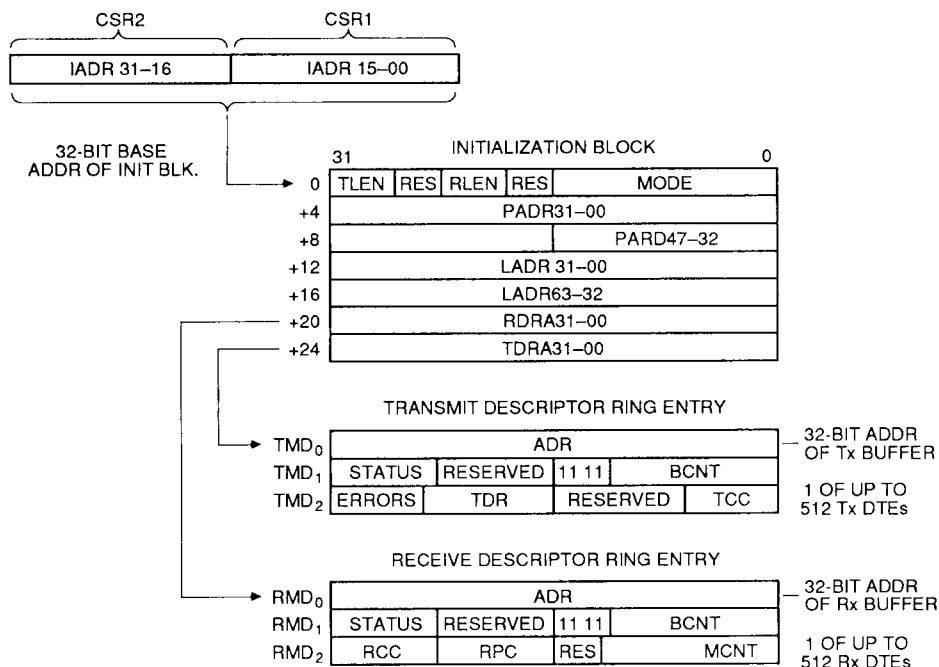 CSR2 CSR1
IADR 31–16 IADR 15–00
32-BIT BASE
ADDR OF INIT BLK.
INITIALIZATION BLOCK
31 0
0 TLEN RES RLEN RES MODE
+4 PADR31–00
+8 PARD47–32
+12 LADR 31–00
+16 LADR63–32
+20 RDRA31–00
+24 TDRA31–00
TRANSMIT DESCRIPTOR RING ENTRY
TMD0 ADR
32-BIT ADDR
OF Tx BUFFER
TMD1 STATUS RESERVED 11 11 BCNT
TMD2 ERRORS TDR RESERVED TCC
1 OF UP TO
512 Tx DTEs
RECEIVE DESCRIPTOR RING ENTRY
RMD0 ADR
32-BIT ADDR
OF Rx BUFFER
RMD1 STATUS RESERVED 11 11 BCNT
RMD2 RCC RPC RES MCNT
1 OF UP TO
512 Rx DTEs